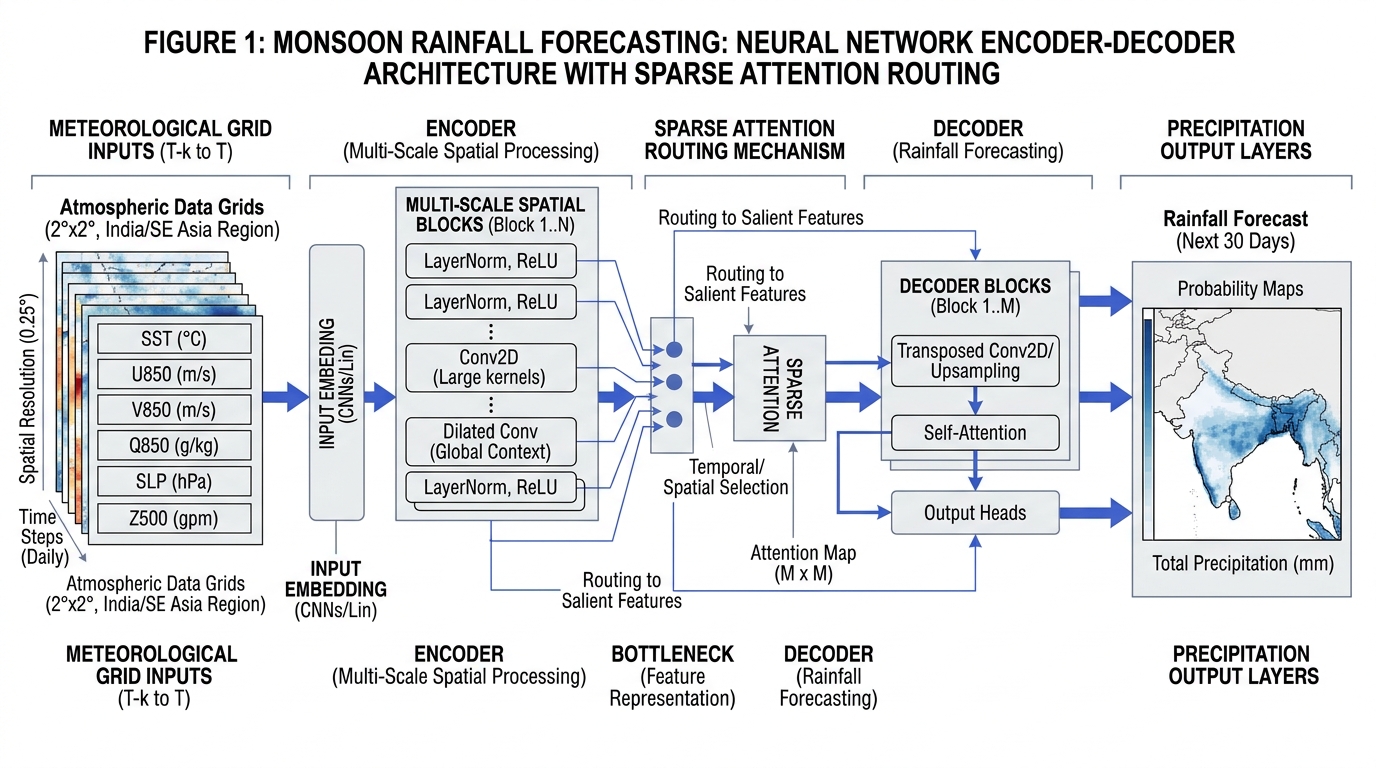 FIGURE 1: MONSOON RAINFALL FORECASTING: NEURAL NETWORK ENCODER-DECODER
ARCHITECTURE WITH SPARSE ATTENTION ROUTING
METEOROLOGICAL GRID
INPUTS (T-k to T)
ENCODER
(Multi-Scale Spatial Processing)
SPARSE ATTENTION
ROUTING MECHANISM
DECODER
(Rainfall Forecasting)
PRECIPITATION
OUTPUT LAYERS
Atmospheric Data Grids
(2°x2°, India/SE Asia Region)
Spatial Resolution (0.25°)
SST (°C)
U850 (m/s)
V850 (m/s)
Q850 (g/kg)
SLP (hPa)
Z500 (gpm)
Time
Steps
(Daily)
Atmospheric Data Grids
(2°x2°, India/SE Asia Region)
INPUT EMBEDING
(CNNs/Lin)
INPUT
EMBEDDING
(CNNs/Lin)
MULTI-SCALE SPATIAL
BLOCKS (Block 1..N)
LayerNorm, ReLU
LayerNorm, ReLU
Conv2D
(Large kernels)
Dilated Conv
(Global Context)
LayerNorm, ReLU
Routing to Salient Features
Routing to
Salient Features
SPARSE
ATTENTION
Temporal/
Spatial Selection
Attention Map
(M x M)
Routing to
Salient Features
DECODER BLOCKS
(Block 1..M)
Transposed Conv2D/
Upsampling
Self-Attention
Output Heads
Rainfall Forecast
(Next 30 Days)
Probability Maps
Total Precipitation (mm)
METEOROLOGICAL
GRID INPUTS
(T-k to T)
ENCODER
(Multi-Scale Spatial Processing)
BOTTLENECK
(Feature
Representation)
DECODER
(Rainfall
Forecasting)
PRECIPITATION
OUTPUT LAYERS